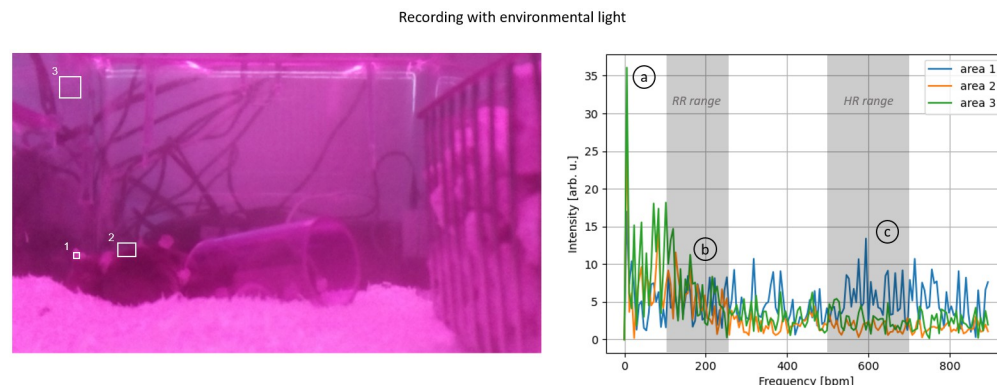 Recording with environmental light
3
1
2
a
b
c
RR range
HR range
area 1
area 2
area 3
Intensity [arb. u.]
35
30
25
20
15
10
5
0
0
200
400
600
800
Frequency [bpm]